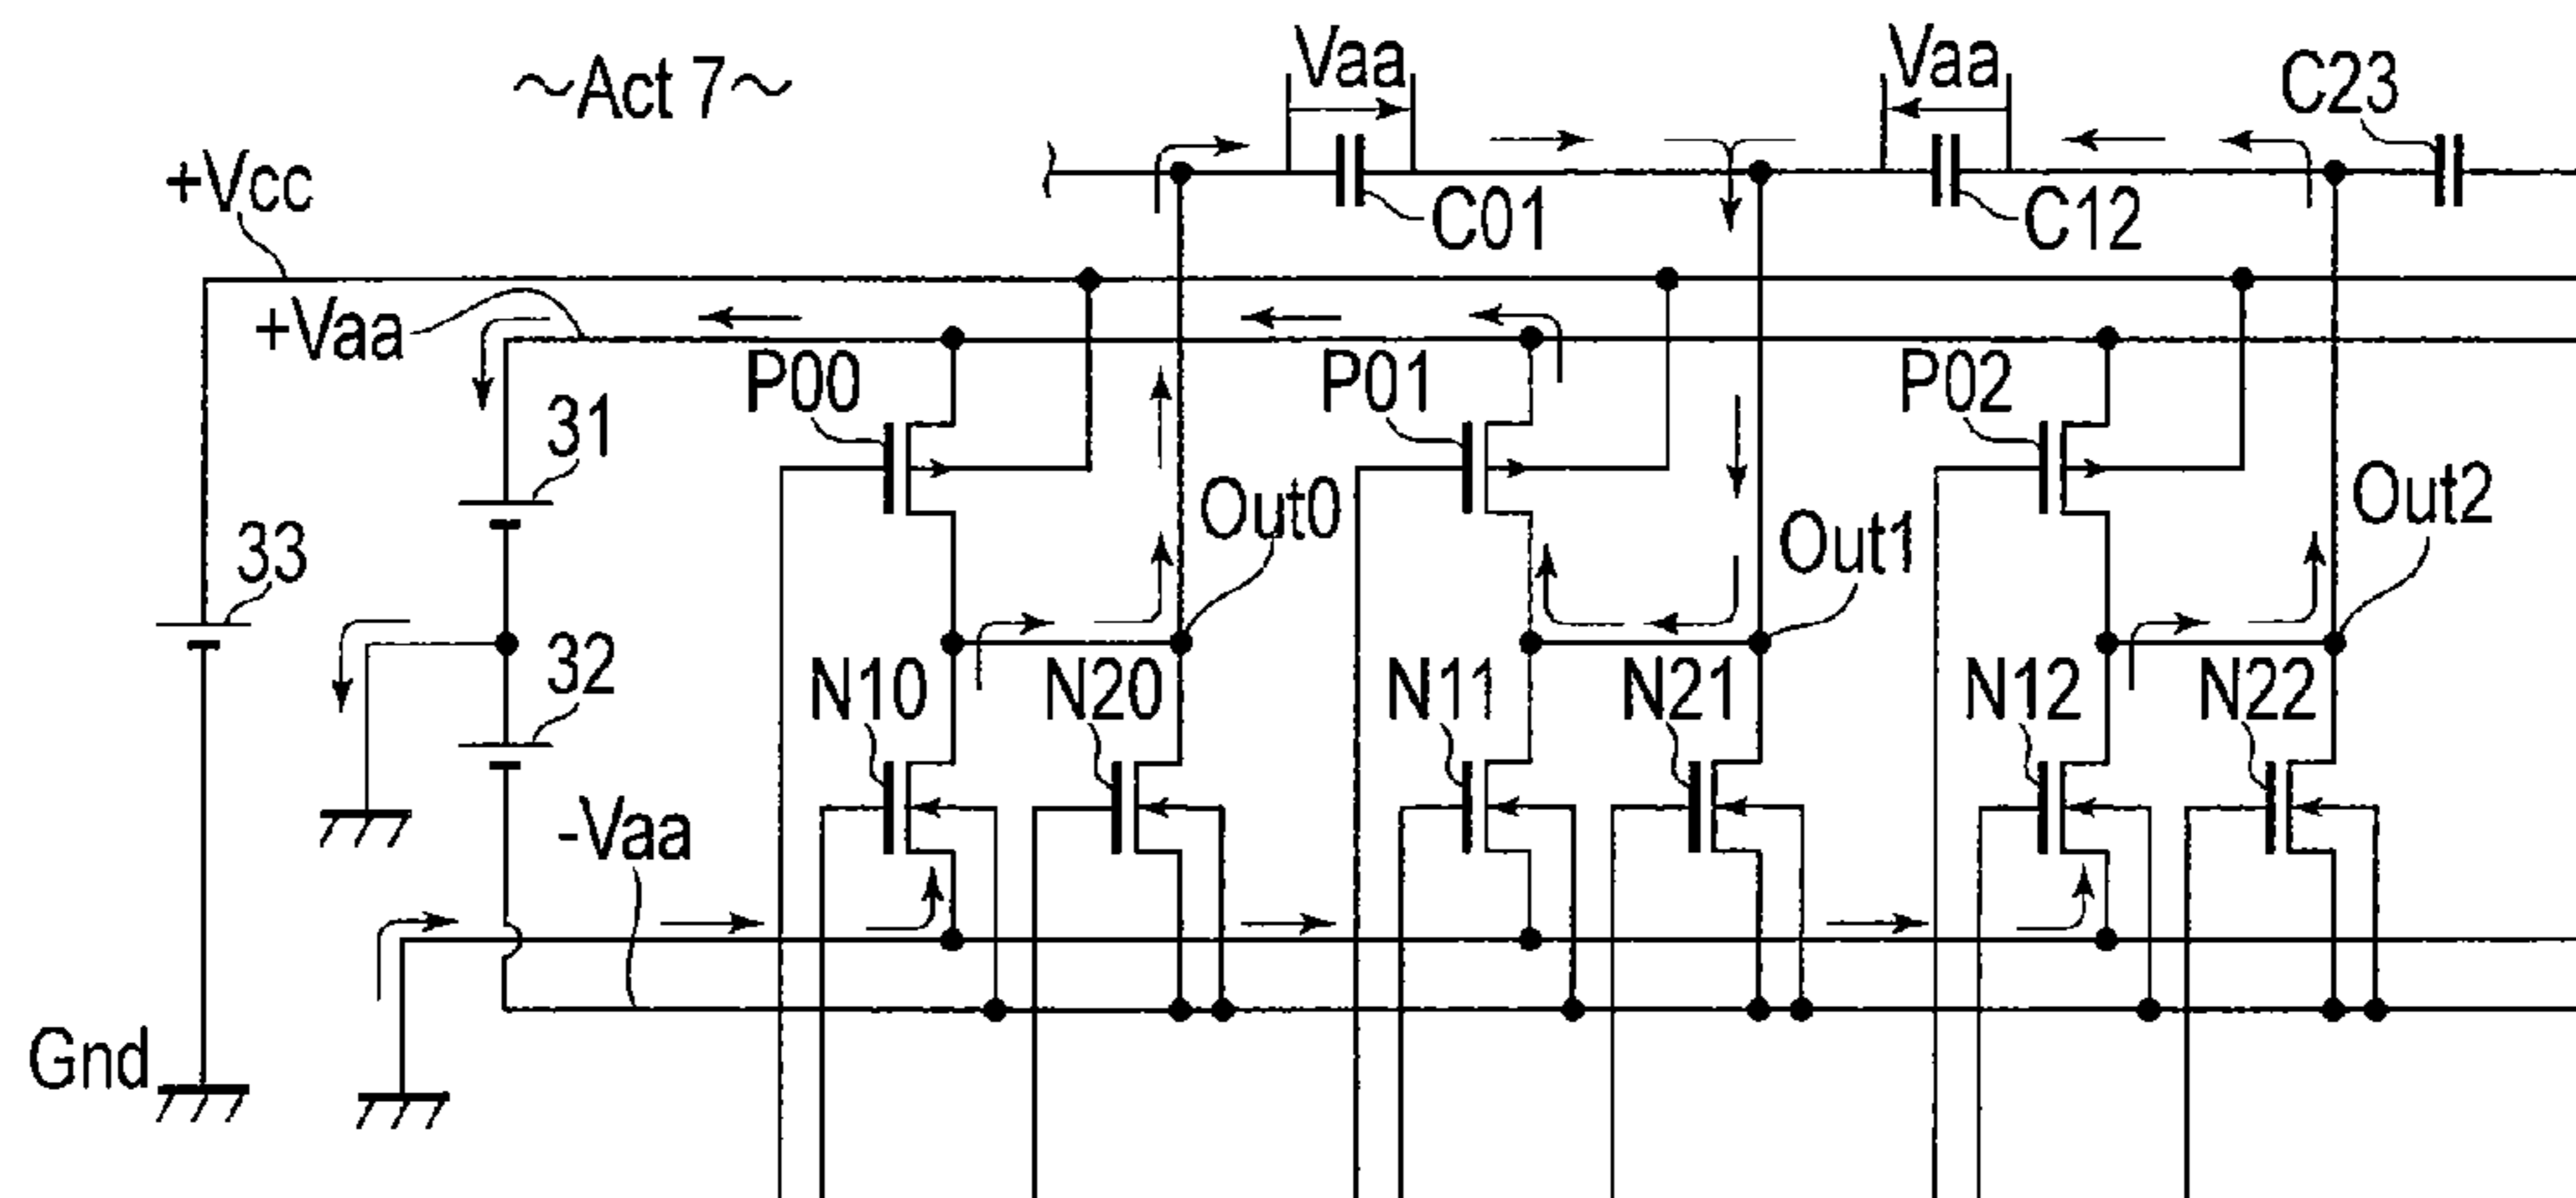 ~Act 7~
Vaa
Vaa
C23
+Vcc
C01
C12
+Vaa
P00
P01
P02
31
33
Out0
Out1
Out2
32
N10
N20
N11
N21
N12
N22
-Vaa
Gnd